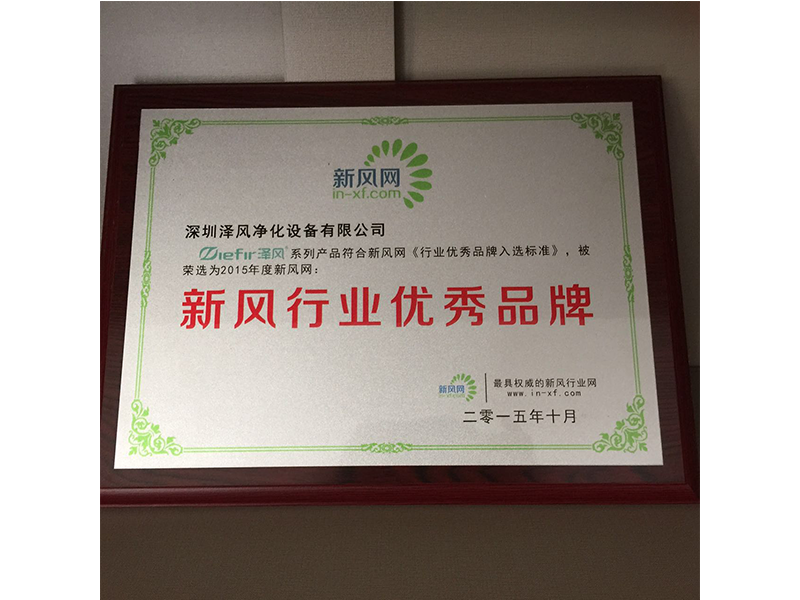 新风网
in-xf.com
深圳泽风净化设备有限公司
Diefir泽风®系列产品符合新风网《行业优秀品牌入选标准》，被
荣选为2015年度新风网：
新风行业优秀品牌
新风网 最具权威的新风行业网
in-xf.com www.in-xf.com
二零一五年十月